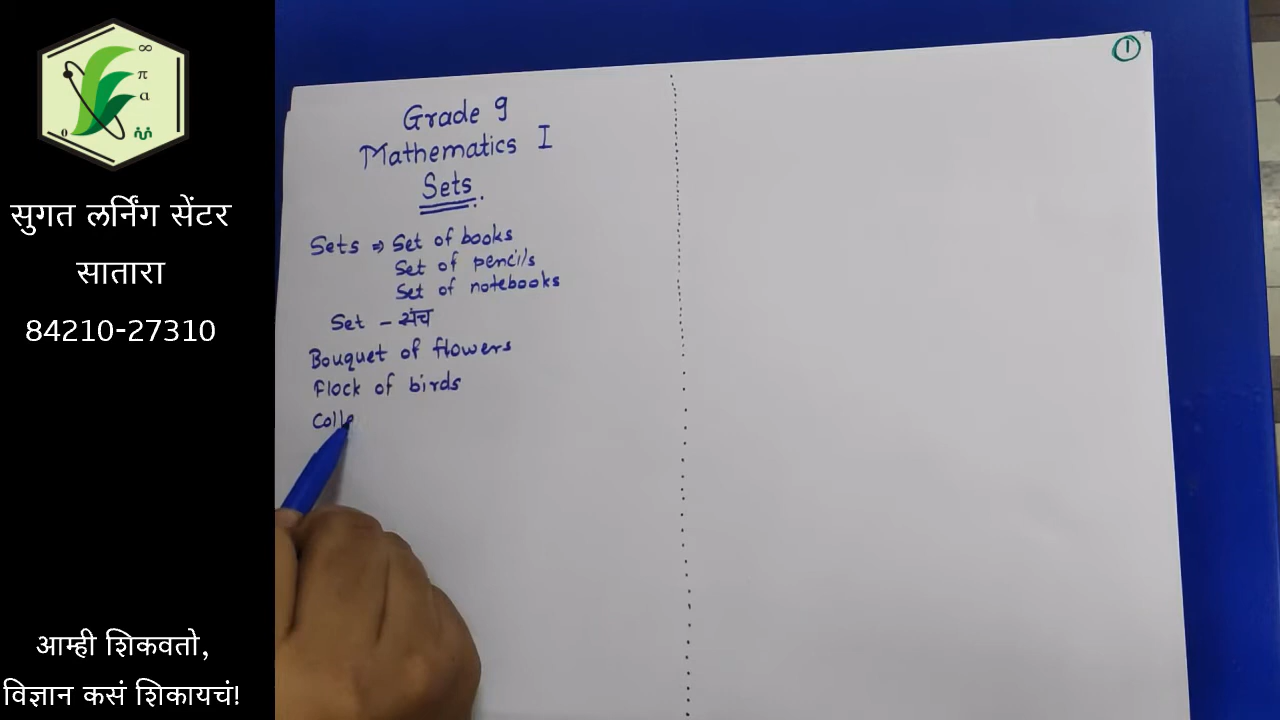 ∞
π
a
सुगत लर्निंग सेंटर
सातारा
84210-27310
आम्ही शिकवतो,
विज्ञान कसं शिकायचं!
1
Grade 9
Mathematics I
Sets
Sets ⇒ Set of books
Set of pencils
Set of notebooks
Set - संच
Bouquet of flowers
Flock of birds
Colle